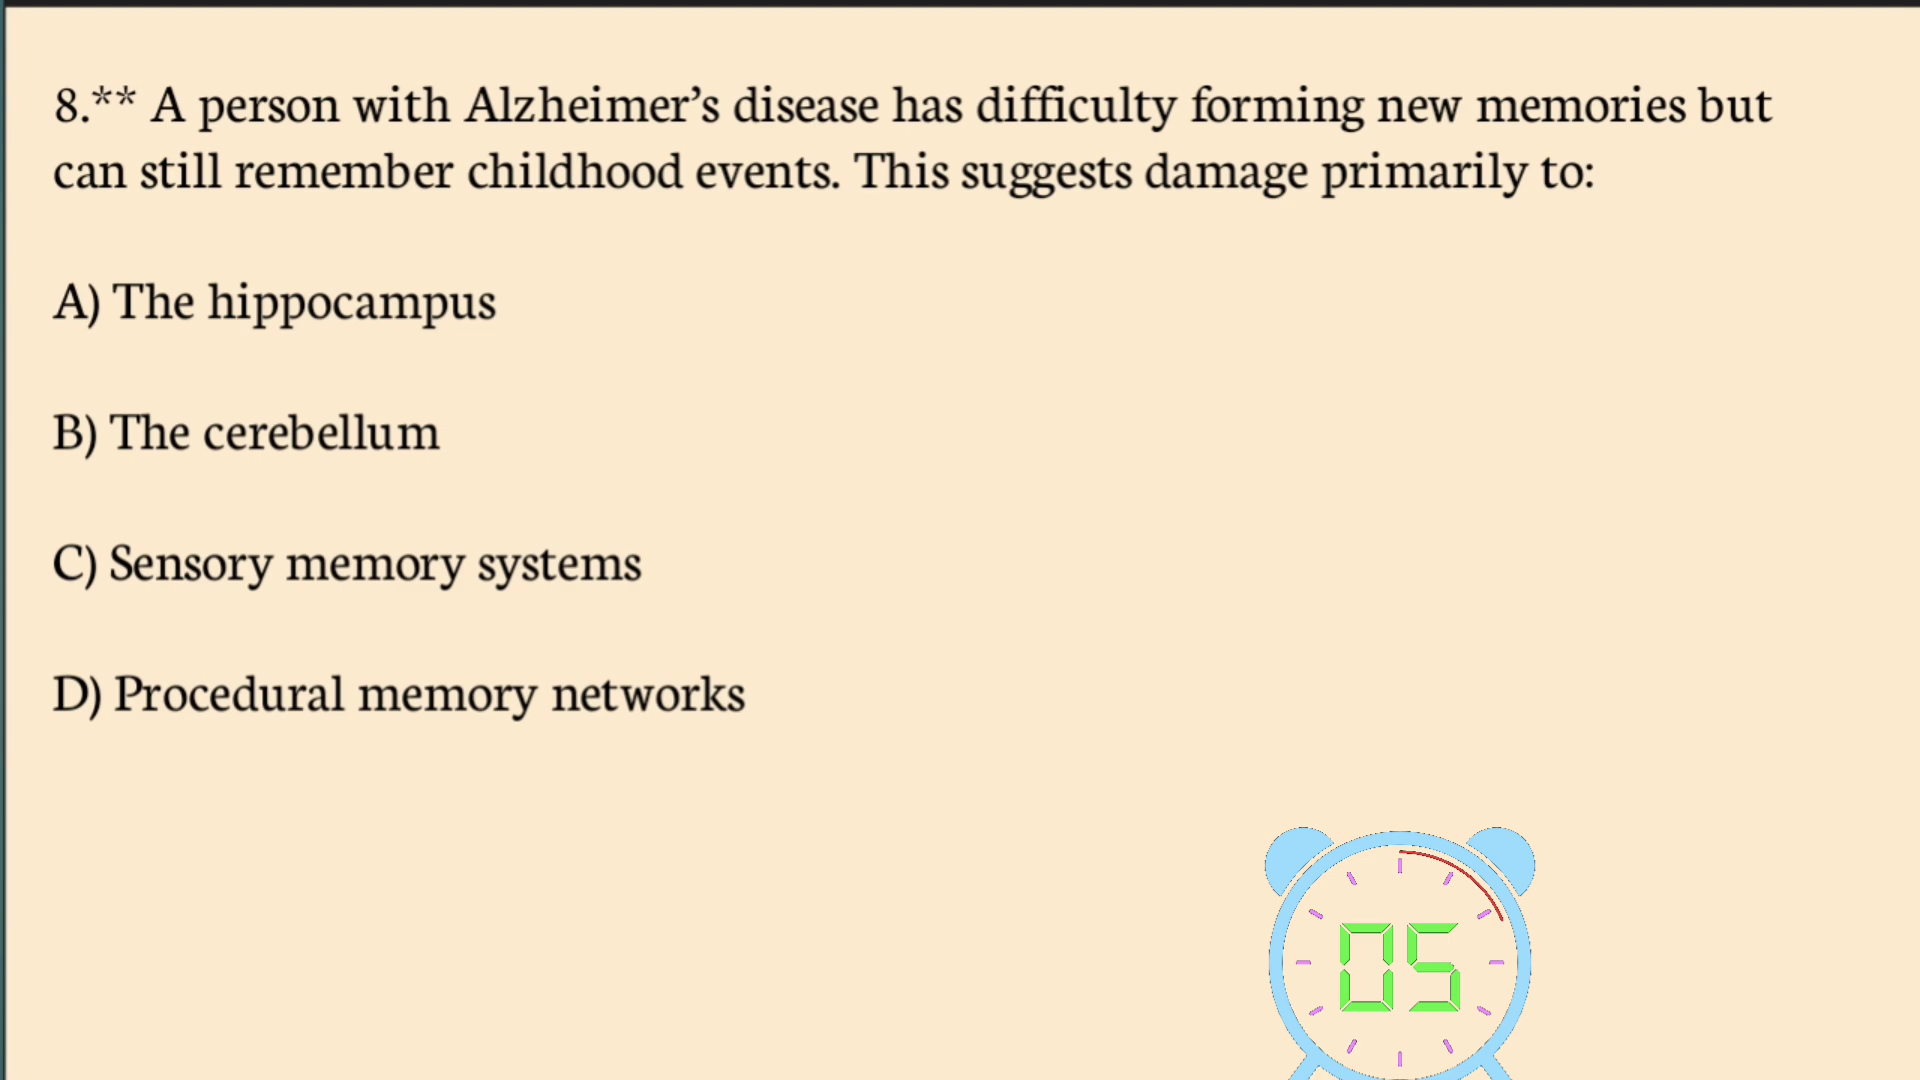 8.** A person with Alzheimer’s disease has difficulty forming new memories but
can still remember childhood events. This suggests damage primarily to:
A) The hippocampus
B) The cerebellum
C) Sensory memory systems
D) Procedural memory networks
05